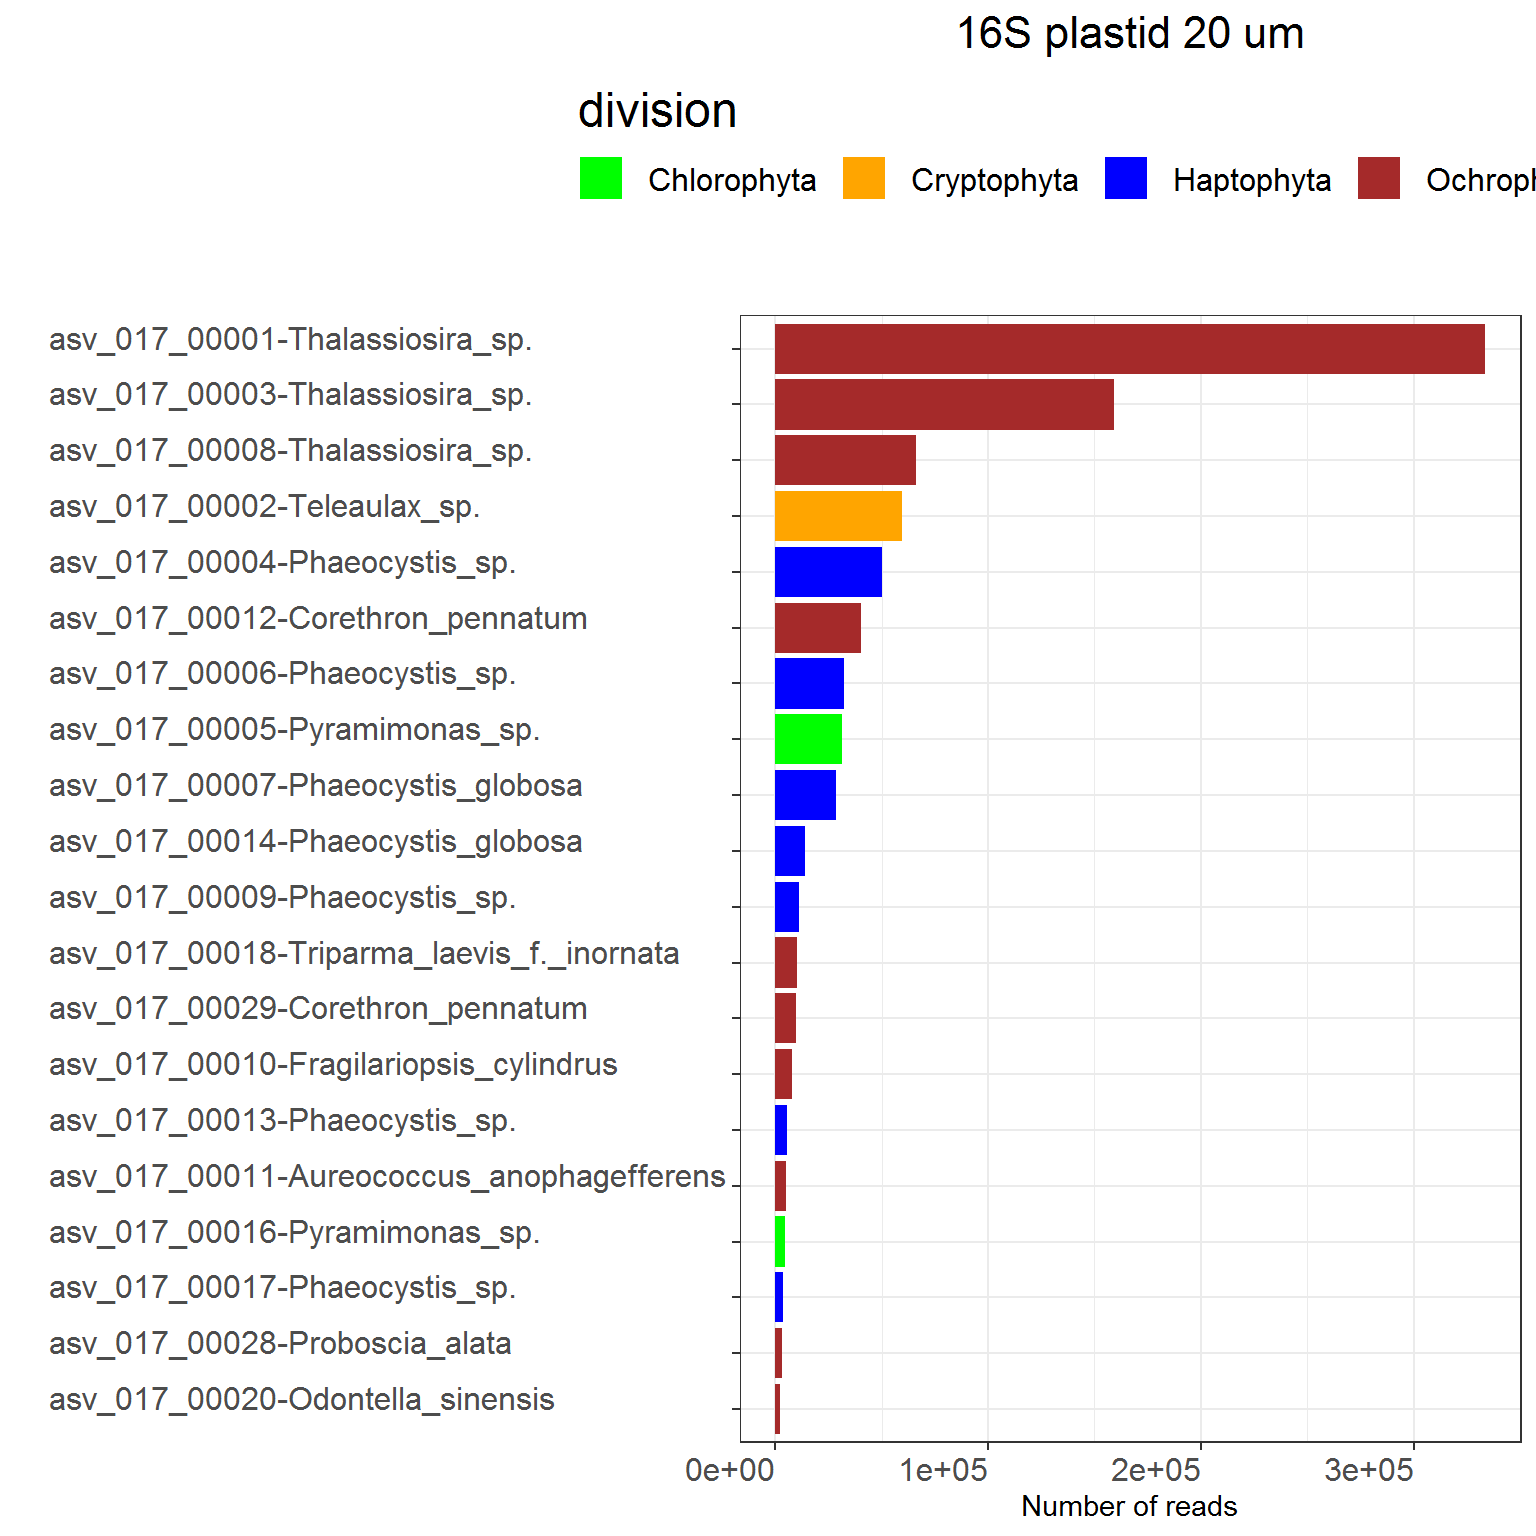 16S plastid 20 um
division
Chlorophyta Cryptophyta Haptophyta Ochroph
asv_017_00001-Thalassiosira_sp.
asv_017_00003-Thalassiosira_sp.
asv_017_00008-Thalassiosira_sp.
asv_017_00002-Teleaulax_sp.
asv_017_00004-Phaeocystis_sp.
asv_017_00012-Corethron_pennatum
asv_017_00006-Phaeocystis_sp.
asv_017_00005-Pyramimonas_sp.
asv_017_00007-Phaeocystis_globosa
asv_017_00014-Phaeocystis_globosa
asv_017_00009-Phaeocystis_sp.
asv_017_00018-Triparma_laevis_f._inornata
asv_017_00029-Corethron_pennatum
asv_017_00010-Fragilariopsis_cylindrus
asv_017_00013-Phaeocystis_sp.
asv_017_00011-Aureococcus_anophagefferens
asv_017_00016-Pyramimonas_sp.
asv_017_00017-Phaeocystis_sp.
asv_017_00028-Proboscia_alata
asv_017_00020-Odontella_sinensis
0e+00 1e+05 2e+05 3e+05
Number of reads